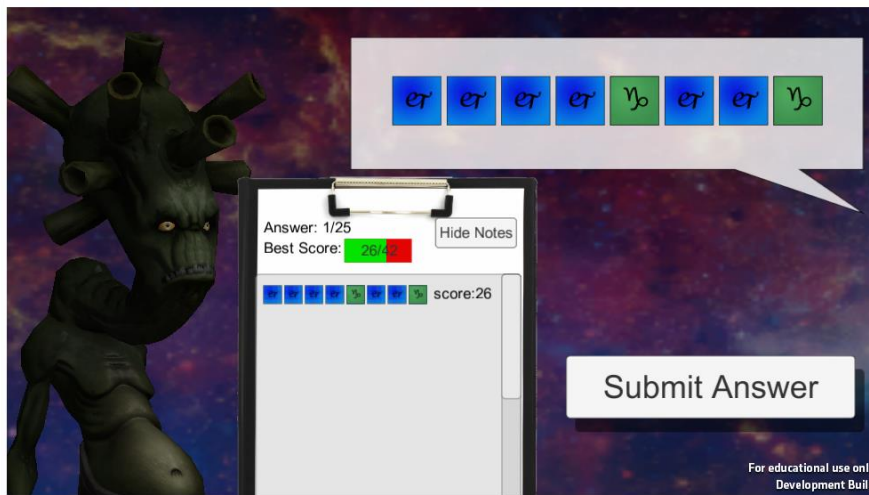 Answer: 1/25
Hide Notes
Best Score: 26/42
score:26
Submit Answer
For educational use onl
Development Buil